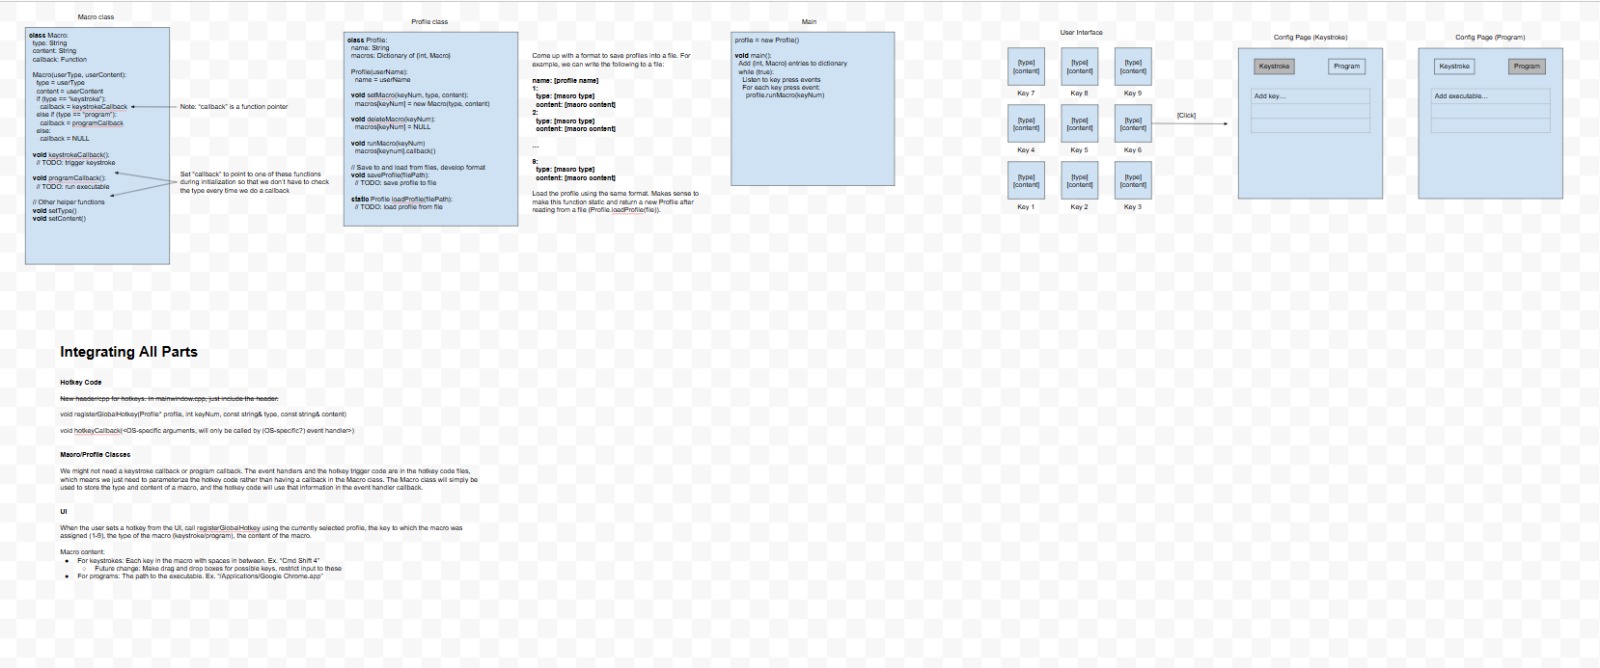 Macro class
class Macro:
type: String
content: String
callback: Function
Macro(userType, userContent):
type = userType
content = userContent
if (type == "keystroke"):
callback = keystrokeCallback
else if (type == "program"):
callback = programCallback
else:
callback = NULL
void keystrokeCallback():
// TODO: trigger keystroke
void programCallback():
// TODO: run executable
// Other helper functions
void setType()
void setContent()
Note: "callback" is a function pointer
Set "callback" to point to one of these functions
during initialization so that we don't have to check
the type every time we do a callback
Profile class
class Profile:
name: String
macros: Dictionary of {int, Macro}
Profile(userName):
name = userName
void setMacro(keyNum, type, content):
macros[keyNum] = new Macro(type, content)
void deleteMacro(keyNum):
macros[keyNum] = NULL
void runMacro(keyNum)
macros[keynum].callback()
// Save to and load from files, develop format
void saveProfile(filePath):
// TODO: save profile to file
static Profile loadProfile(filePath):
// TODO: load profile from file
Come up with a format to save profiles into a file. For
example, we can write the following to a file:
name: [profile name]
1:
type: [macro type]
content: [macro content]
2:
type: [macro type]
content: [macro content]
...
9:
type: [macro type]
content: [macro content]
Load the profile using the same format. Makes sense to
make this function static and return a new Profile after
reading from a file (Profile.loadProfile(file)).
Main
profile = new Profile()
void main():
Add {int, Macro} entries to dictionary
while (true):
Listen to key press events
For each key press event:
profile.runMacro(keyNum)
User Interface
[type] [type] [type]
[content] [content] [content]
Key 7 Key 8 Key 9
[type] [type] [type]
[content] [content] [content]
Key 4 Key 5 Key 6
[type] [type] [type]
[content] [content] [content]
Key 1 Key 2 Key 3
[Click]
Config Page (Keystroke)
Keystroke Program
Add key...
Config Page (Program)
Keystroke Program
Add executable...
Integrating All Parts
Hotkey Code
New header/cpp for hotkeys. In mainwindow.cpp, just include the header.
void registerGlobalHotkey(Profile* profile, int keyNum, const string& type, const string& content)
void hotkeyCallback(<OS-specific arguments, will only be called by (OS-specific?) event handler>)
Macro/Profile Classes
We might not need a keystroke callback or program callback. The event handlers and the hotkey trigger code are in the hotkey code files,
which means we just need to parameterize the hotkey code rather than having a callback in the Macro class. The Macro class will simply be
used to store the type and content of a macro, and the hotkey code will use that information in the event handler callback.
UI
When the user sets a hotkey from the UI, call registerGlobalHotkey using the currently selected profile, the key to which the macro was
assigned (1-9), the type of the macro (keystroke/program), the content of the macro.
Macro content:
● For keystrokes: Each key in the macro with spaces in between. Ex. "Cmd Shift 4"
○ Future change: Make drag and drop boxes for possible keys, restrict input to these
● For programs: The path to the executable. Ex. "/Applications/Google Chrome.app"